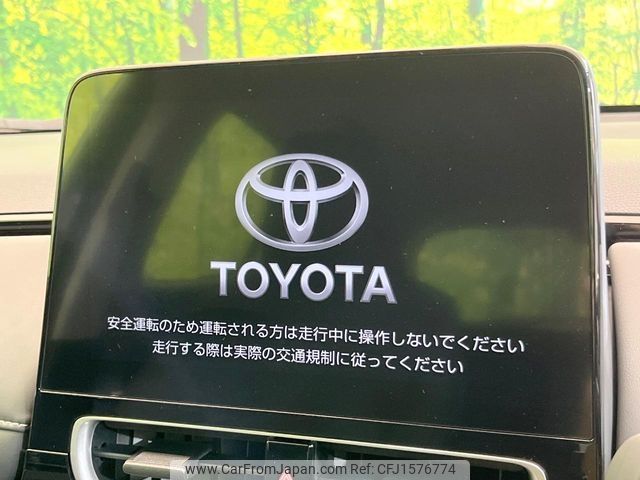 TOYOTA
安全運転のため運転される方は走行中に操作しないでください
走行する際は実際の交通規制に従ってください
www.CarFromJapan.com | ID:CFJ1576774